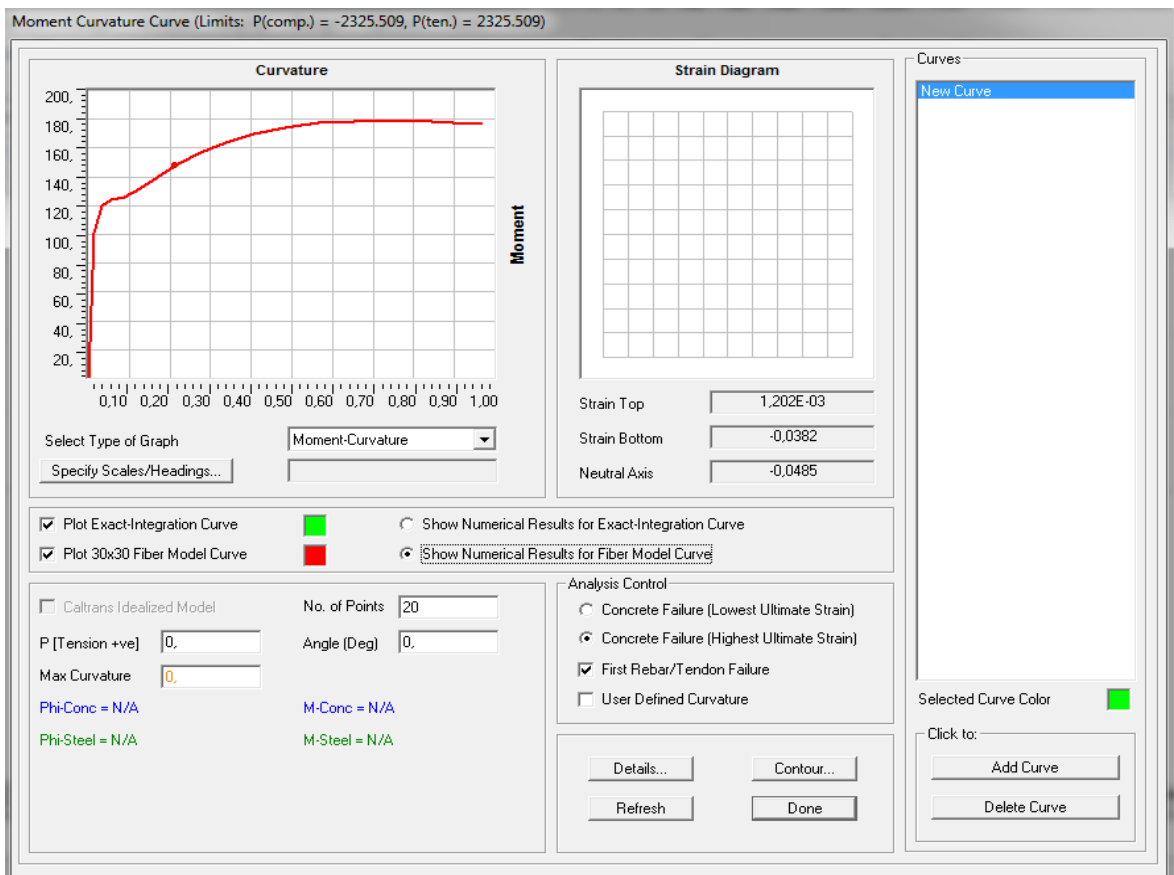 Moment Curvature Curve (Limits:  P(comp.) = -2325.509, P(ten.) = 2325.509)
Curvature
200,
180,
160,
140,
120,
100,
80,
60,
40,
20,
Moment
0,10 0,20 0,30 0,40 0,50 0,60 0,70 0,80 0,90 1,00
Select Type of Graph
Moment-Curvature
Specify Scales/Headings...
Strain Diagram
Strain Top
1,202E-03
Strain Bottom
-0,0382
Neutral Axis
-0,0485
Curves
New Curve
Plot Exact-Integration Curve
Show Numerical Results for Exact-Integration Curve
Plot 30x30 Fiber Model Curve
Show Numerical Results for Fiber Model Curve
Caltrans Idealized Model
No. of Points
20
P [Tension +ve]
0,
Angle (Deg)
0,
Max Curvature
0,
Phi-Conc = N/A
M-Conc = N/A
Phi-Steel = N/A
M-Steel = N/A
Analysis Control
Concrete Failure (Lowest Ultimate Strain)
Concrete Failure (Highest Ultimate Strain)
First Rebar/Tendon Failure
User Defined Curvature
Details...
Contour...
Refresh
Done
Selected Curve Color
Click to:
Add Curve
Delete Curve